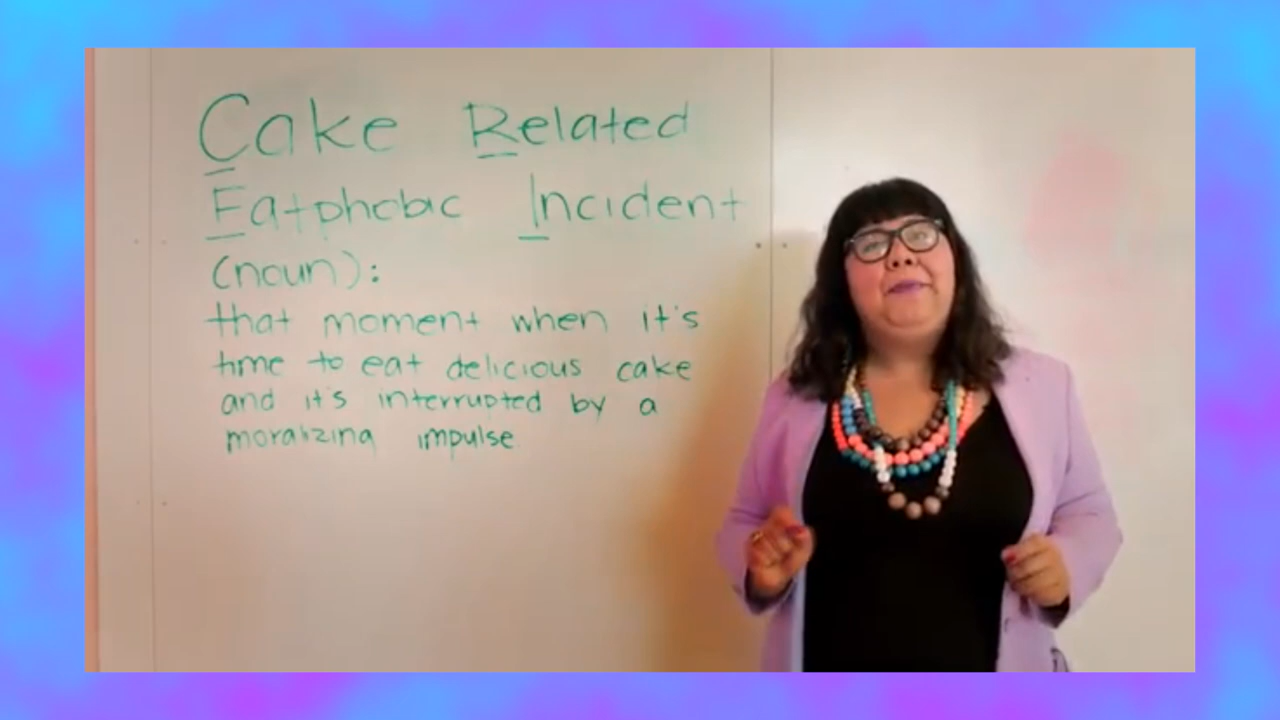 Cake Related
Fatphobic Incident
(noun):
that moment when it's
time to eat delicious cake
and it's interrupted by a
moralizing impulse